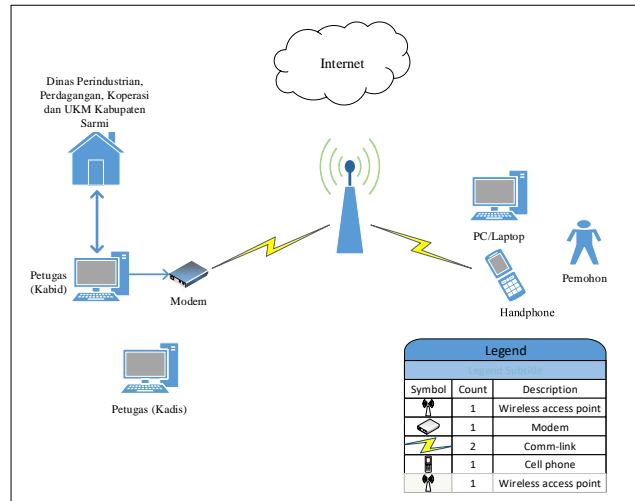 Internet
Dinas Perindustrian,
Perdagangan, Koperasi
dan UKM Kabupaten
Sarmi
PC/Laptop
Pemohon
Petugas
(Kabid)
Modem
Handphone
Petugas (Kadis)
Legend
Legend Subtitle
Symbol Count Description
1 Wireless access point
1 Modem
2 Comm-link
1 Cell phone
1 Wireless access point